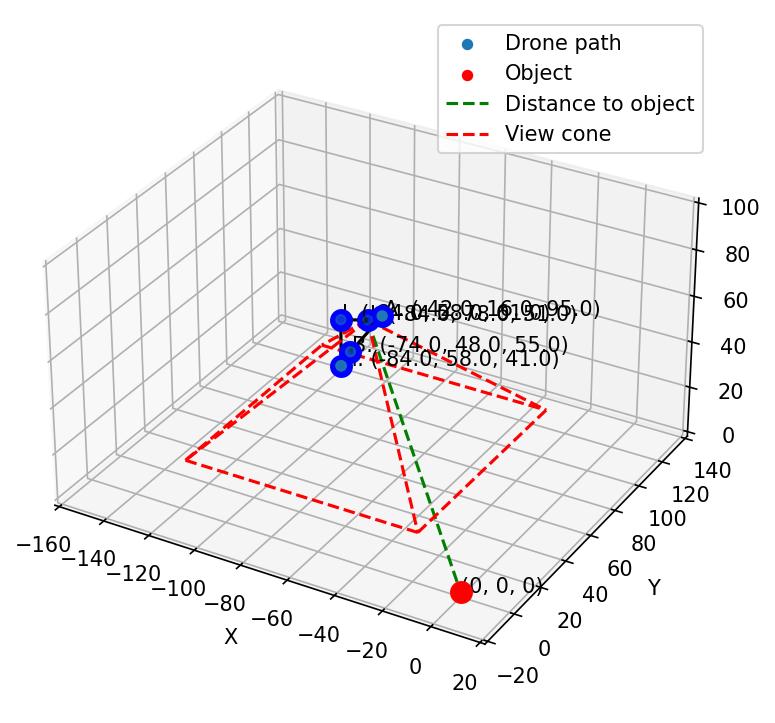 Drone path
Object
Distance to object
View cone
100
80
60
40
20
0
A: (-42.0, 16.0, 95.0)
B: (-74.0, 48.0, 55.0)
(-84.0, 58.0, 41.0)
(0, 0, 0)
140
120
100
80
60
40
20
0
−20
Y
−160
−140
−120
−100
−80
−60
−40
−20
0
20
X